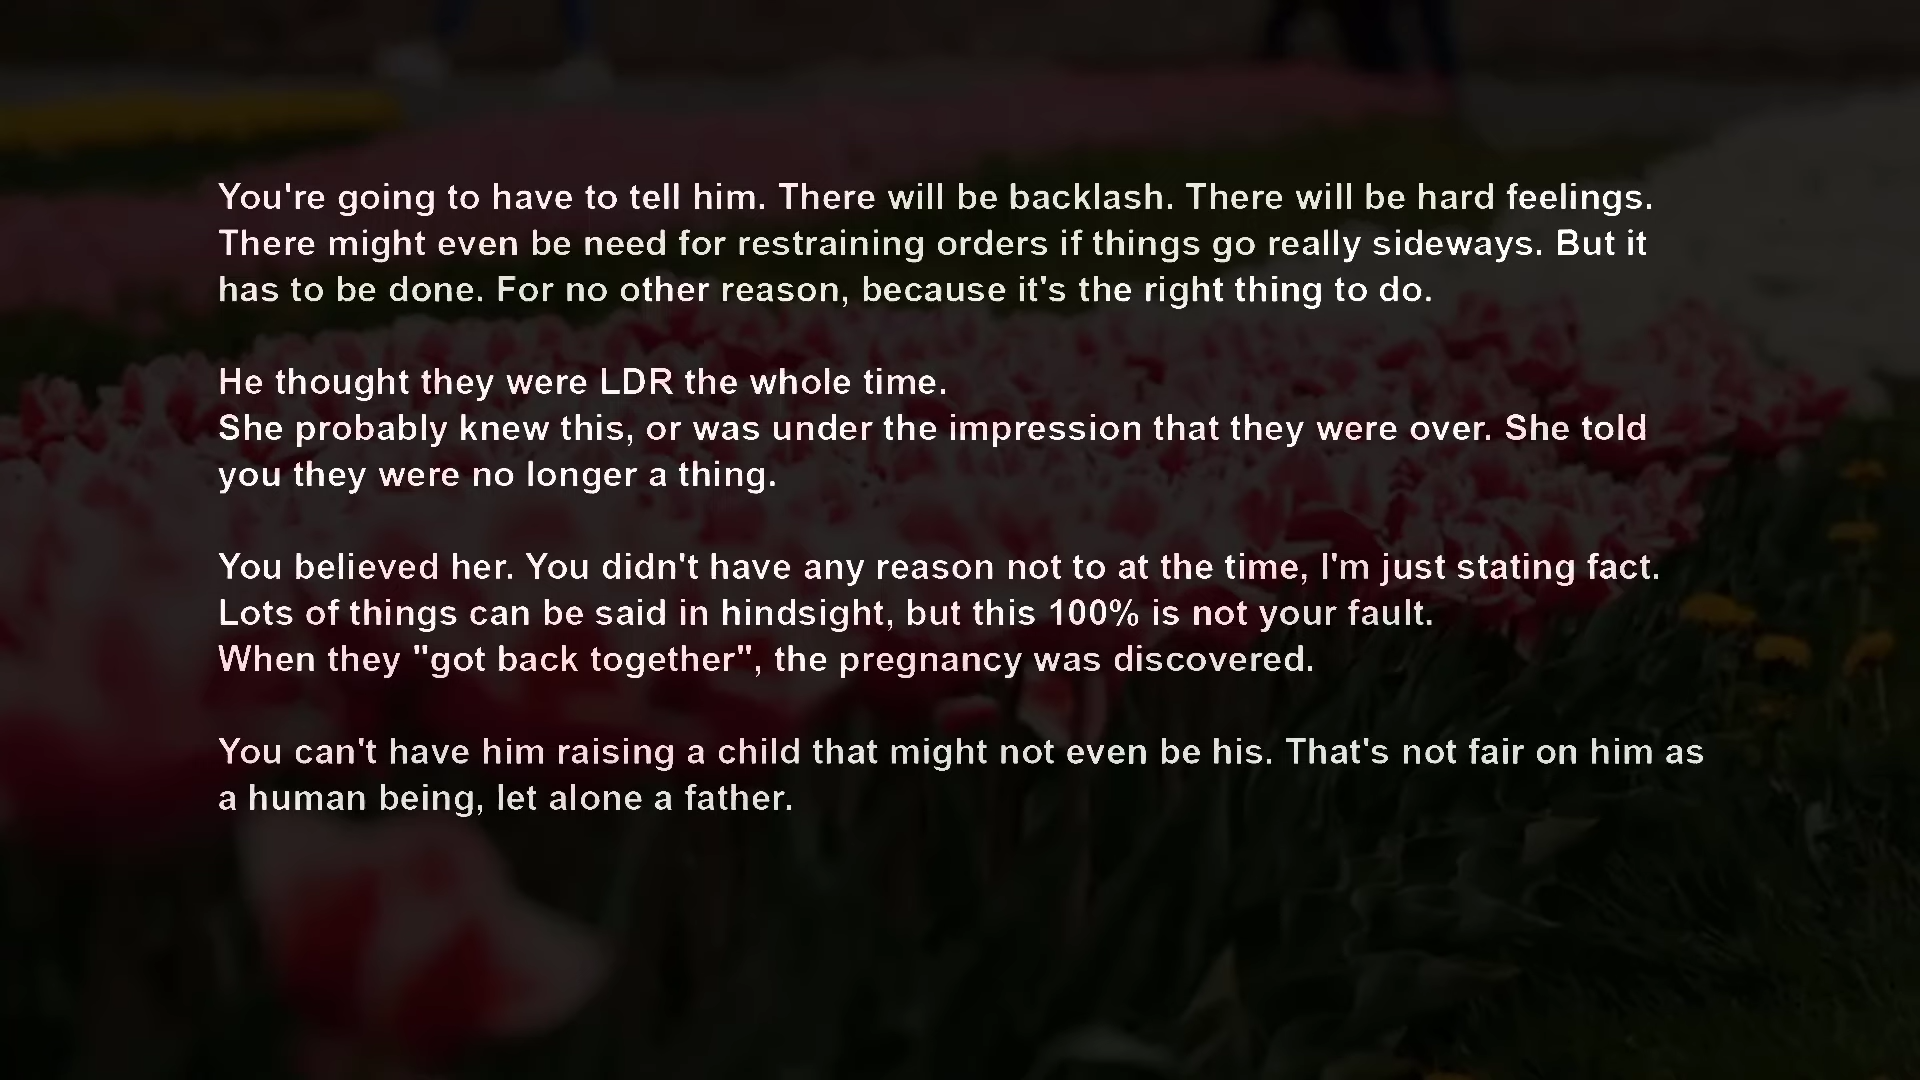 You're going to have to tell him. There will be backlash. There will be hard feelings.
There might even be need for restraining orders if things go really sideways. But it
has to be done. For no other reason, because it's the right thing to do.
He thought they were LDR the whole time.
She probably knew this, or was under the impression that they were over. She told
you they were no longer a thing.
You believed her. You didn't have any reason not to at the time, I'm just stating fact.
Lots of things can be said in hindsight, but this 100% is not your fault.
When they "got back together", the pregnancy was discovered.
You can't have him raising a child that might not even be his. That's not fair on him as
a human being, let alone a father.